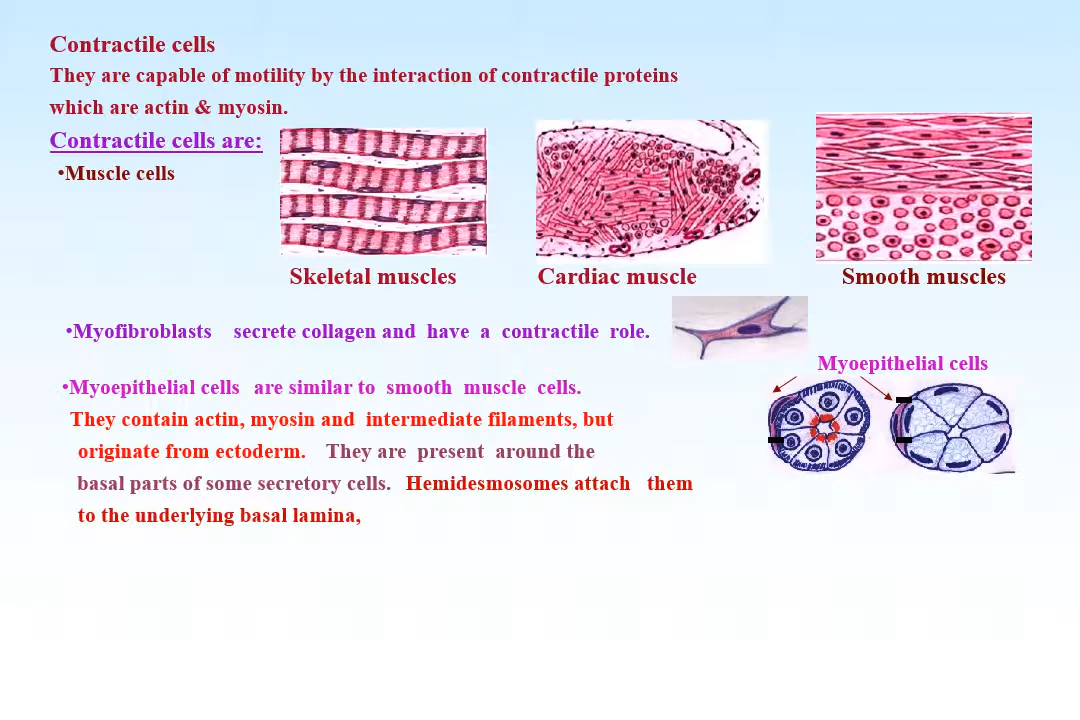 Contractile cells
They are capable of motility by the interaction of contractile proteins
which are actin & myosin.
Contractile cells are:
•Muscle cells
Skeletal muscles
Cardiac muscle
Smooth muscles
•Myofibroblasts secrete collagen and have a contractile role.
Myoepithelial cells
•Myoepithelial cells are similar to smooth muscle cells.
They contain actin, myosin and intermediate filaments, but
originate from ectoderm. They are present around the
basal parts of some secretory cells. Hemidesmosomes attach them
to the underlying basal lamina,